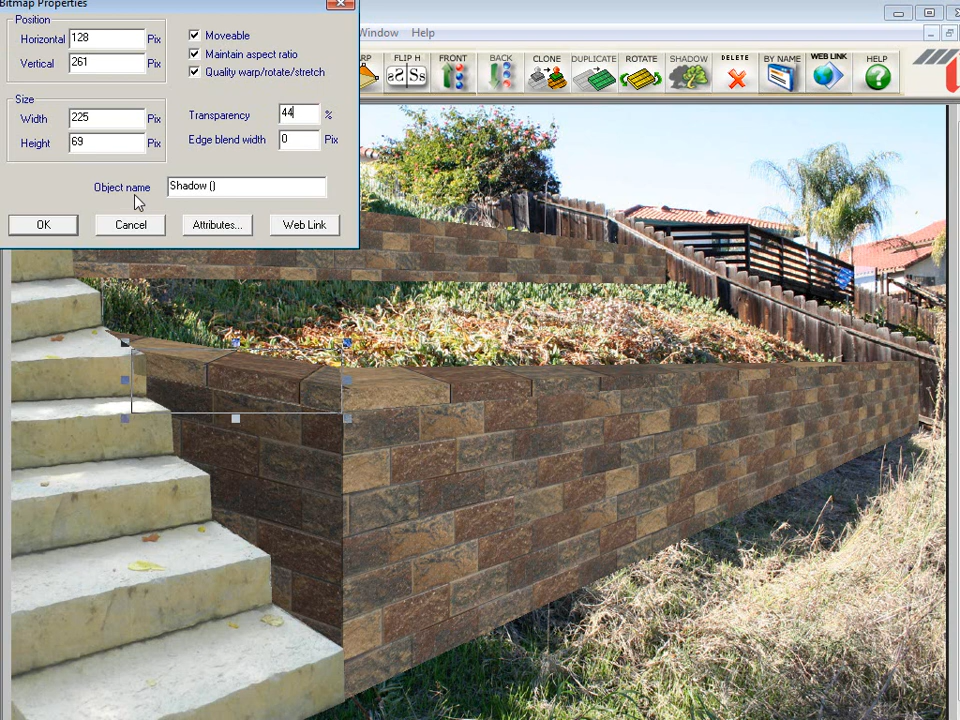 Bitmap Properties
Position
Horizontal 128 Pix
Vertical 261 Pix
Size
Width 225 Pix
Height 69 Pix
Moveable
Maintain aspect ratio
Quality warp/rotate/stretch
Transparency 44 %
Edge blend width 0 Pix
Object name Shadow ()
OK Cancel Attributes... Web Link
Window Help
FLIP H FRONT BACK CLONE DUPLICATE ROTATE SHADOW DELETE BY NAME WEB LINK HELP